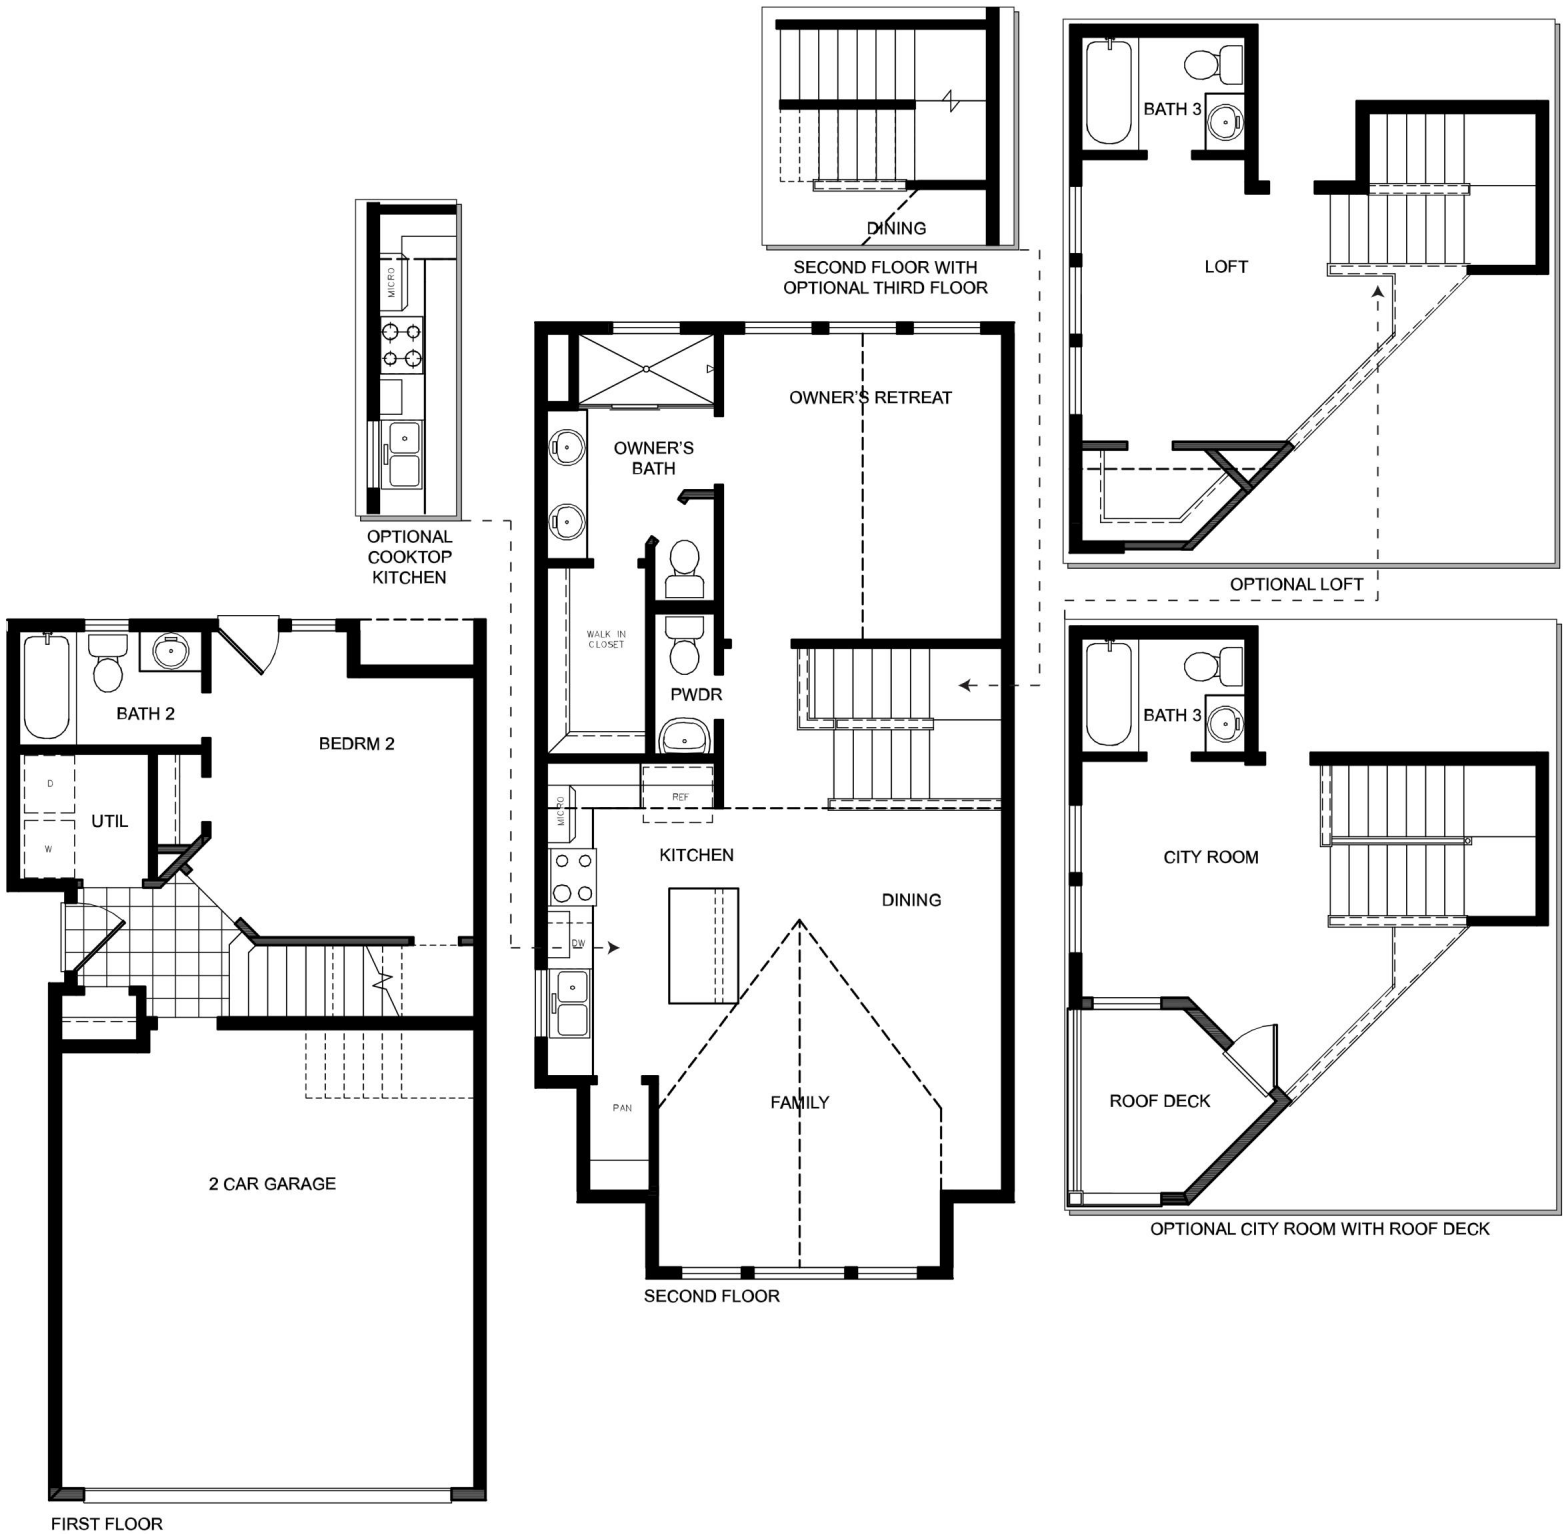 DINING
SECOND FLOOR WITH
OPTIONAL THIRD FLOOR
BATH 3
LOFT
OPTIONAL LOFT
MICRO
OPTIONAL
COOKTOP
KITCHEN
OWNER'S RETREAT
OWNER'S
BATH
WALK IN
CLOSET
PWDR
REF
MICRO
KITCHEN
DINING
DW
PAN
FAMILY
SECOND FLOOR
BATH 2
BEDRM 2
D
UTIL
W
2 CAR GARAGE
FIRST FLOOR
BATH 3
CITY ROOM
ROOF DECK
OPTIONAL CITY ROOM WITH ROOF DECK